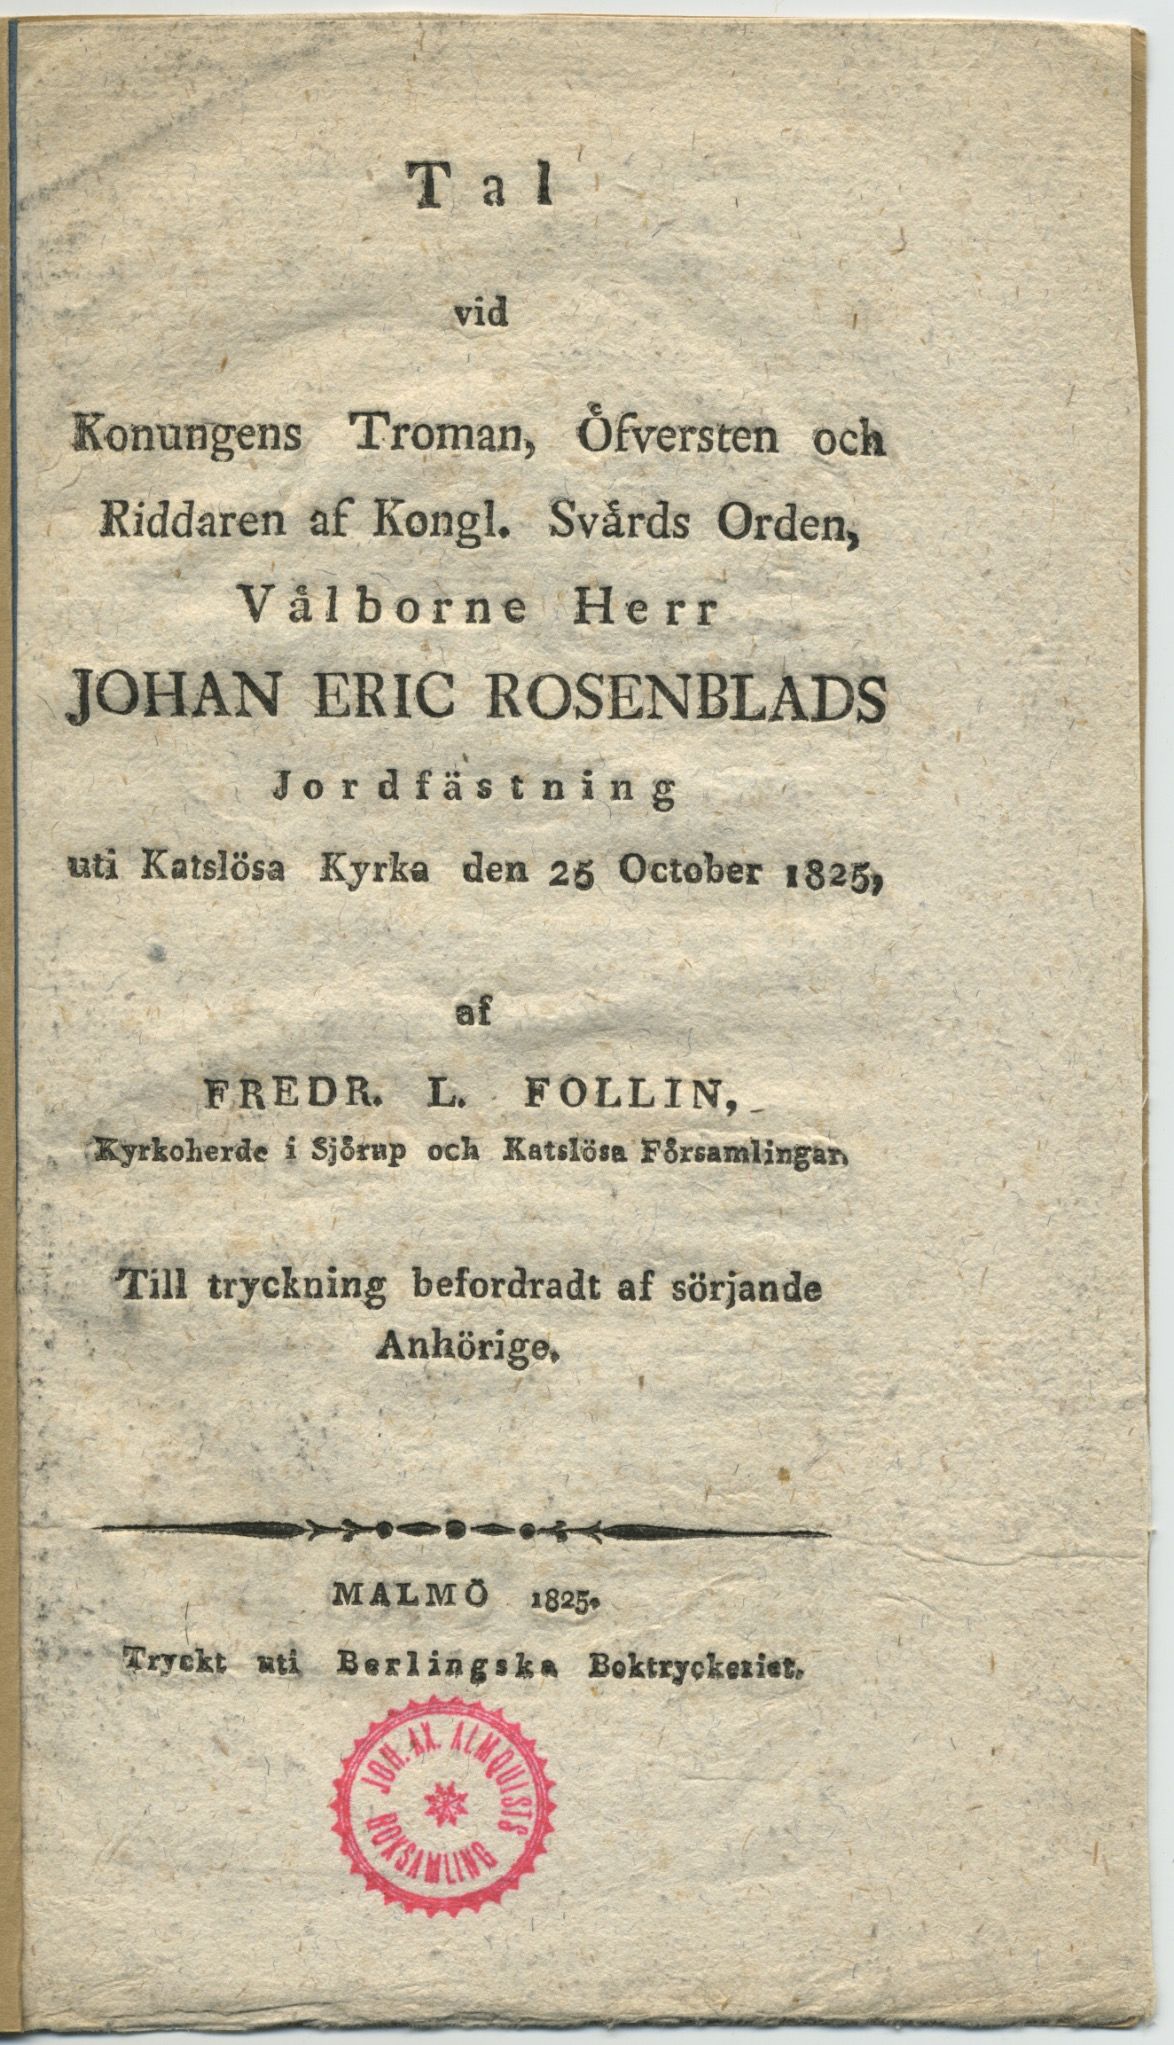 Tal
vid
Konungens Troman, Öfversten och
Riddaren af Kongl. Svärds Orden,
Välborne Herr
JOHAN ERIC ROSENBLADS
Jordfästning
uti Katslösa Kyrka den 25 October 1825,
af
FREDR. L. FOLLIN,
Kyrkoherde i Sjörup och Katslösa Församlingar.
Till tryckning befordradt af sörjande
Anhörige.
MALMÖ 1825.
Tryckt uti Berlingska Boktryckeriet.
JOH. AX. ALMQUISTS
BOKSAMLING